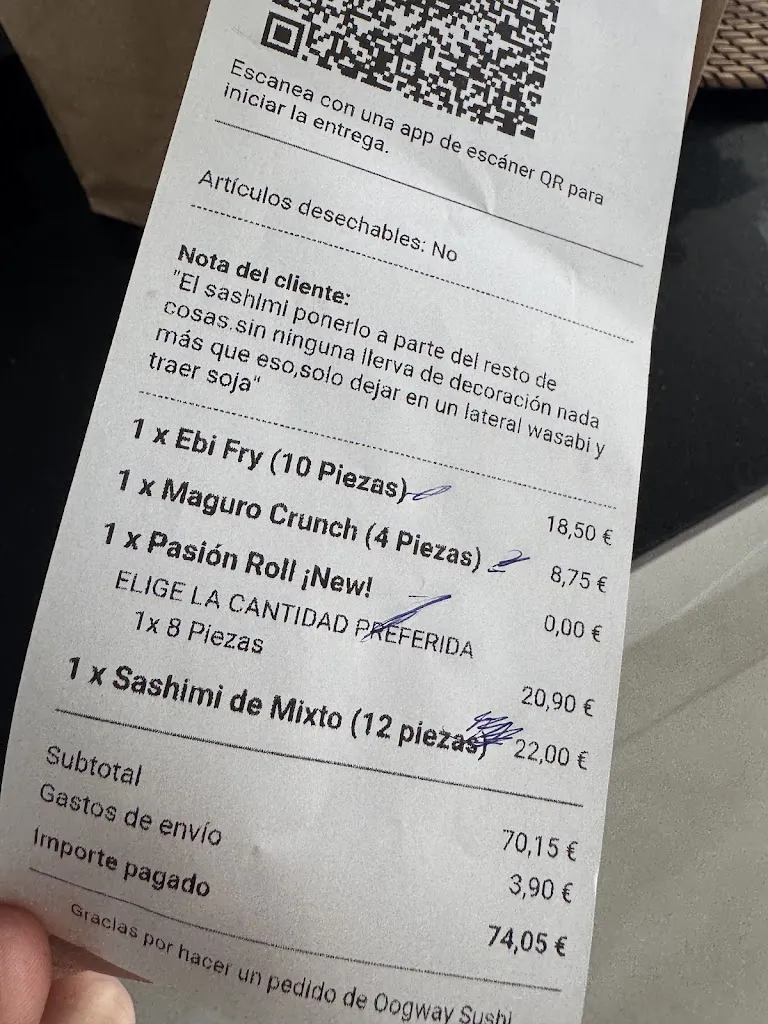 Escanea con una app de escáner QR para
iniciar la entrega.
Artículos desechables: No
Nota del cliente:
"El sashimi ponerlo a parte del resto de
cosas.sin ninguna llerva de decoración nada
más que eso,solo dejar en un lateral wasabi y
traer soja"
1 x Ebi Fry (10 Piezas) 18,50 €
1 x Maguro Crunch (4 Piezas) 8,75 €
1 x Pasión Roll ¡New! 0,00 €
ELIGE LA CANTIDAD PREFERIDA
1x 8 Piezas 20,90 €
1 x Sashimi de Mixto (12 piezas) 22,00 €
Subtotal 70,15 €
Gastos de envío 3,90 €
Importe pagado 74,05 €
Gracias por hacer un pedido de Oogway Sushi